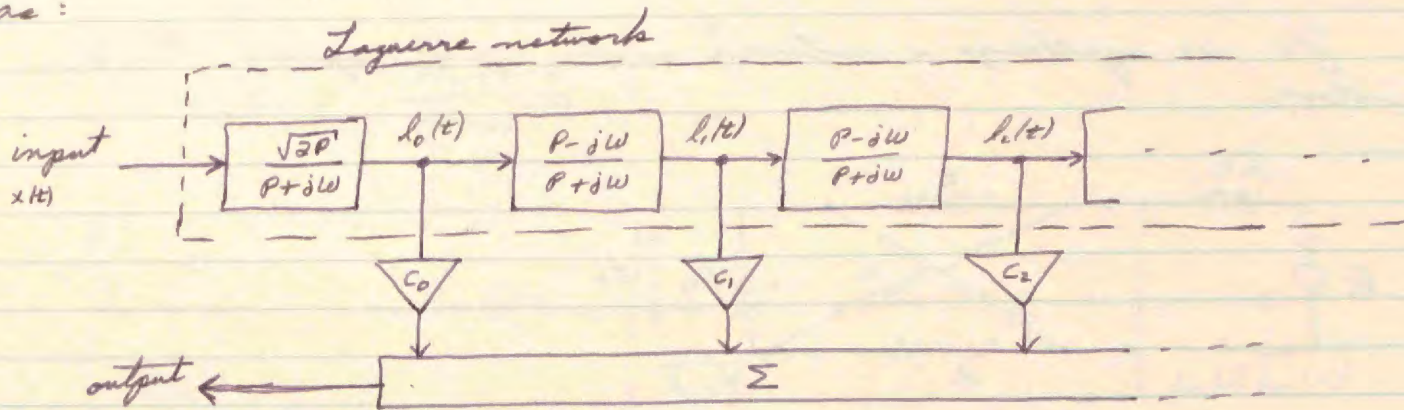 Laguerre network
input
x(t)
√2P / P+jω
l₀(t)
P-jω / P+jω
l₁(t)
P-jω / P+jω
l₂(t)
C₀
C₁
C₂
output
Σ